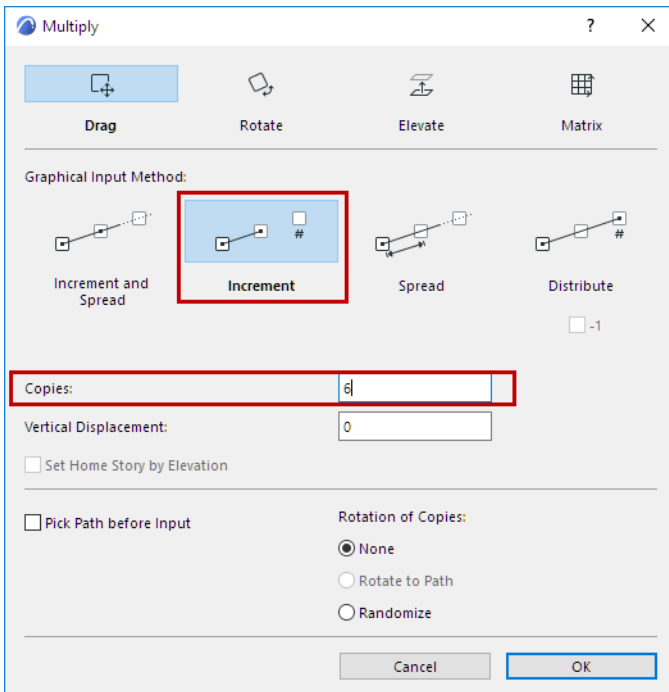 Multiply
?
Drag
Rotate
Elevate
Matrix
Graphical Input Method:
#
#
Increment and
Spread
Increment
Spread
Distribute
-1
Copies:
6
Vertical Displacement:
0
Set Home Story by Elevation
Pick Path before Input
Rotation of Copies:
None
Rotate to Path
Randomize
Cancel
OK